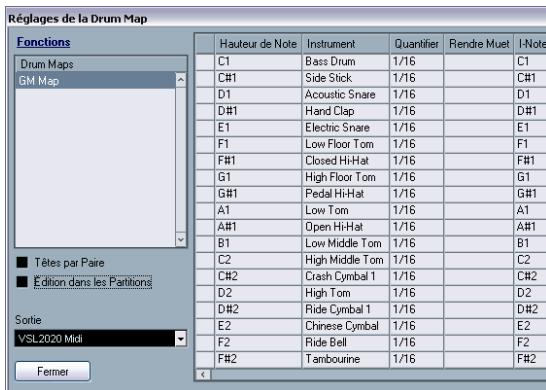 Réglages de la Drum Map
Fonctions
Drum Maps
GM Map
Têtes par Paire
Édition dans les Partitions
Sortie
VSL2020 Midi
Fermer
Hauteur de Note Instrument Quantifier Rendre Muet I-Note
C1 Bass Drum 1/16 C1
C#1 Side Stick 1/16 C#1
D1 Acoustic Snare 1/16 D1
D#1 Hand Clap 1/16 D#1
E1 Electric Snare 1/16 E1
F1 Low Floor Tom 1/16 F1
F#1 Closed Hi-Hat 1/16 F#1
G1 High Floor Tom 1/16 G1
G#1 Pedal Hi-Hat 1/16 G#1
A1 Low Tom 1/16 A1
A#1 Open Hi-Hat 1/16 A#1
B1 Low Middle Tom 1/16 B1
C2 High Middle Tom 1/16 C2
C#2 Crash Cymbal 1 1/16 C#2
D2 High Tom 1/16 D2
D#2 Ride Cymbal 1 1/16 D#2
E2 Chinese Cymbal 1/16 E2
F2 Ride Bell 1/16 F2
F#2 Tambourine 1/16 F#2